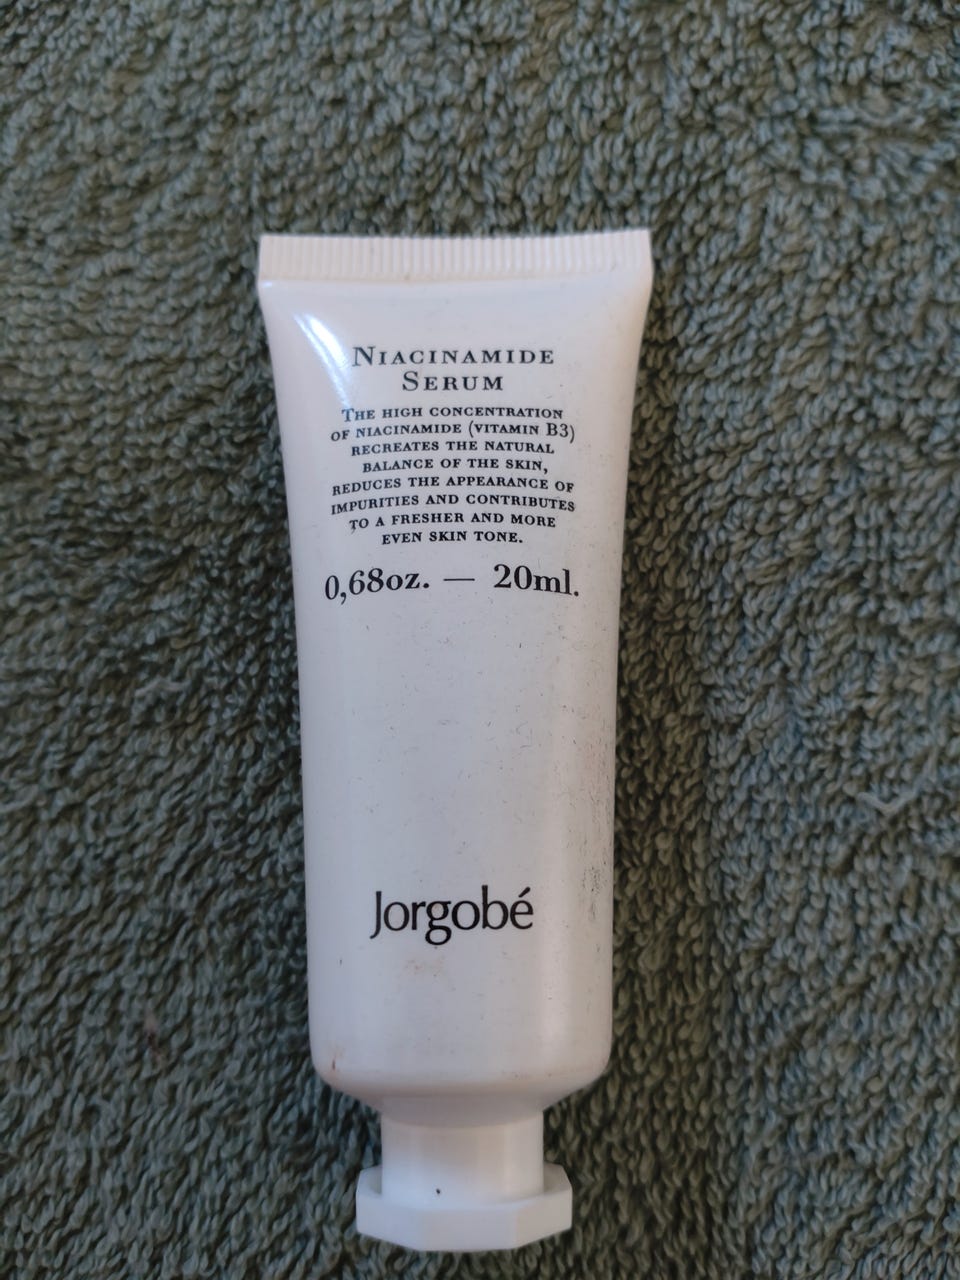 Niacinamide
Serum
The high concentration
of niacinamide (vitamin B3)
recreates the natural
balance of the skin,
reduces the appearance of
impurities and contributes
to a fresher and more
even skin tone.
0,68oz. — 20ml.
Jorgobé